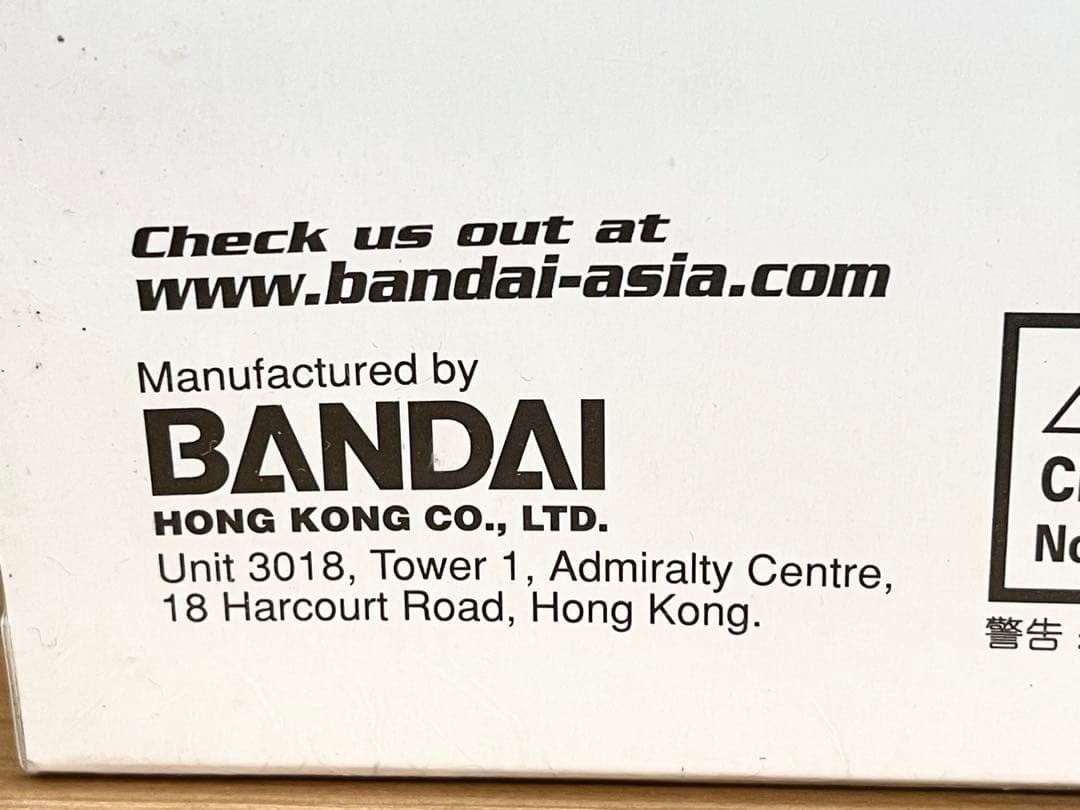 Check us out at
www.bandai-asia.com
Manufactured by
BANDAI
HONG KONG CO., LTD.
Unit 3018, Tower 1, Admiralty Centre,
18 Harcourt Road, Hong Kong.
警告